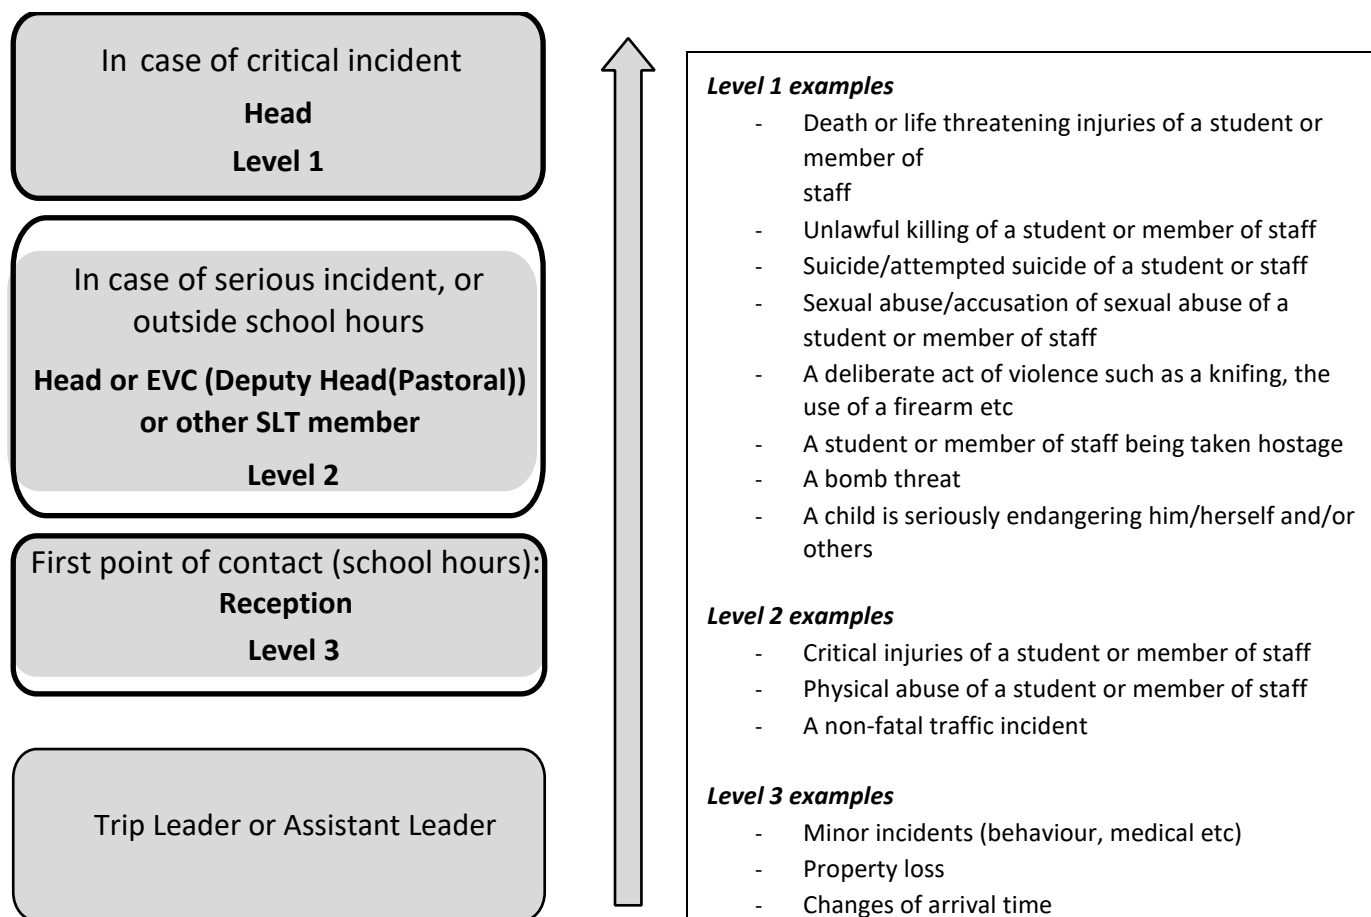 In case of critical incident
Head
Level 1
In case of serious incident, or
outside school hours
Head or EVC (Deputy Head(Pastoral))
or other SLT member
Level 2
First point of contact (school hours):
Reception
Level 3
Trip Leader or Assistant Leader
Level 1 examples
- Death or life threatening injuries of a student or
member of
staff
- Unlawful killing of a student or member of staff
- Suicide/attempted suicide of a student or staff
- Sexual abuse/accusation of sexual abuse of a
student or member of staff
- A deliberate act of violence such as a knifing, the
use of a firearm etc
- A student or member of staff being taken hostage
- A bomb threat
- A child is seriously endangering him/herself and/or
others
Level 2 examples
- Critical injuries of a student or member of staff
- Physical abuse of a student or member of staff
- A non-fatal traffic incident
Level 3 examples
- Minor incidents (behaviour, medical etc)
- Property loss
- Changes of arrival time